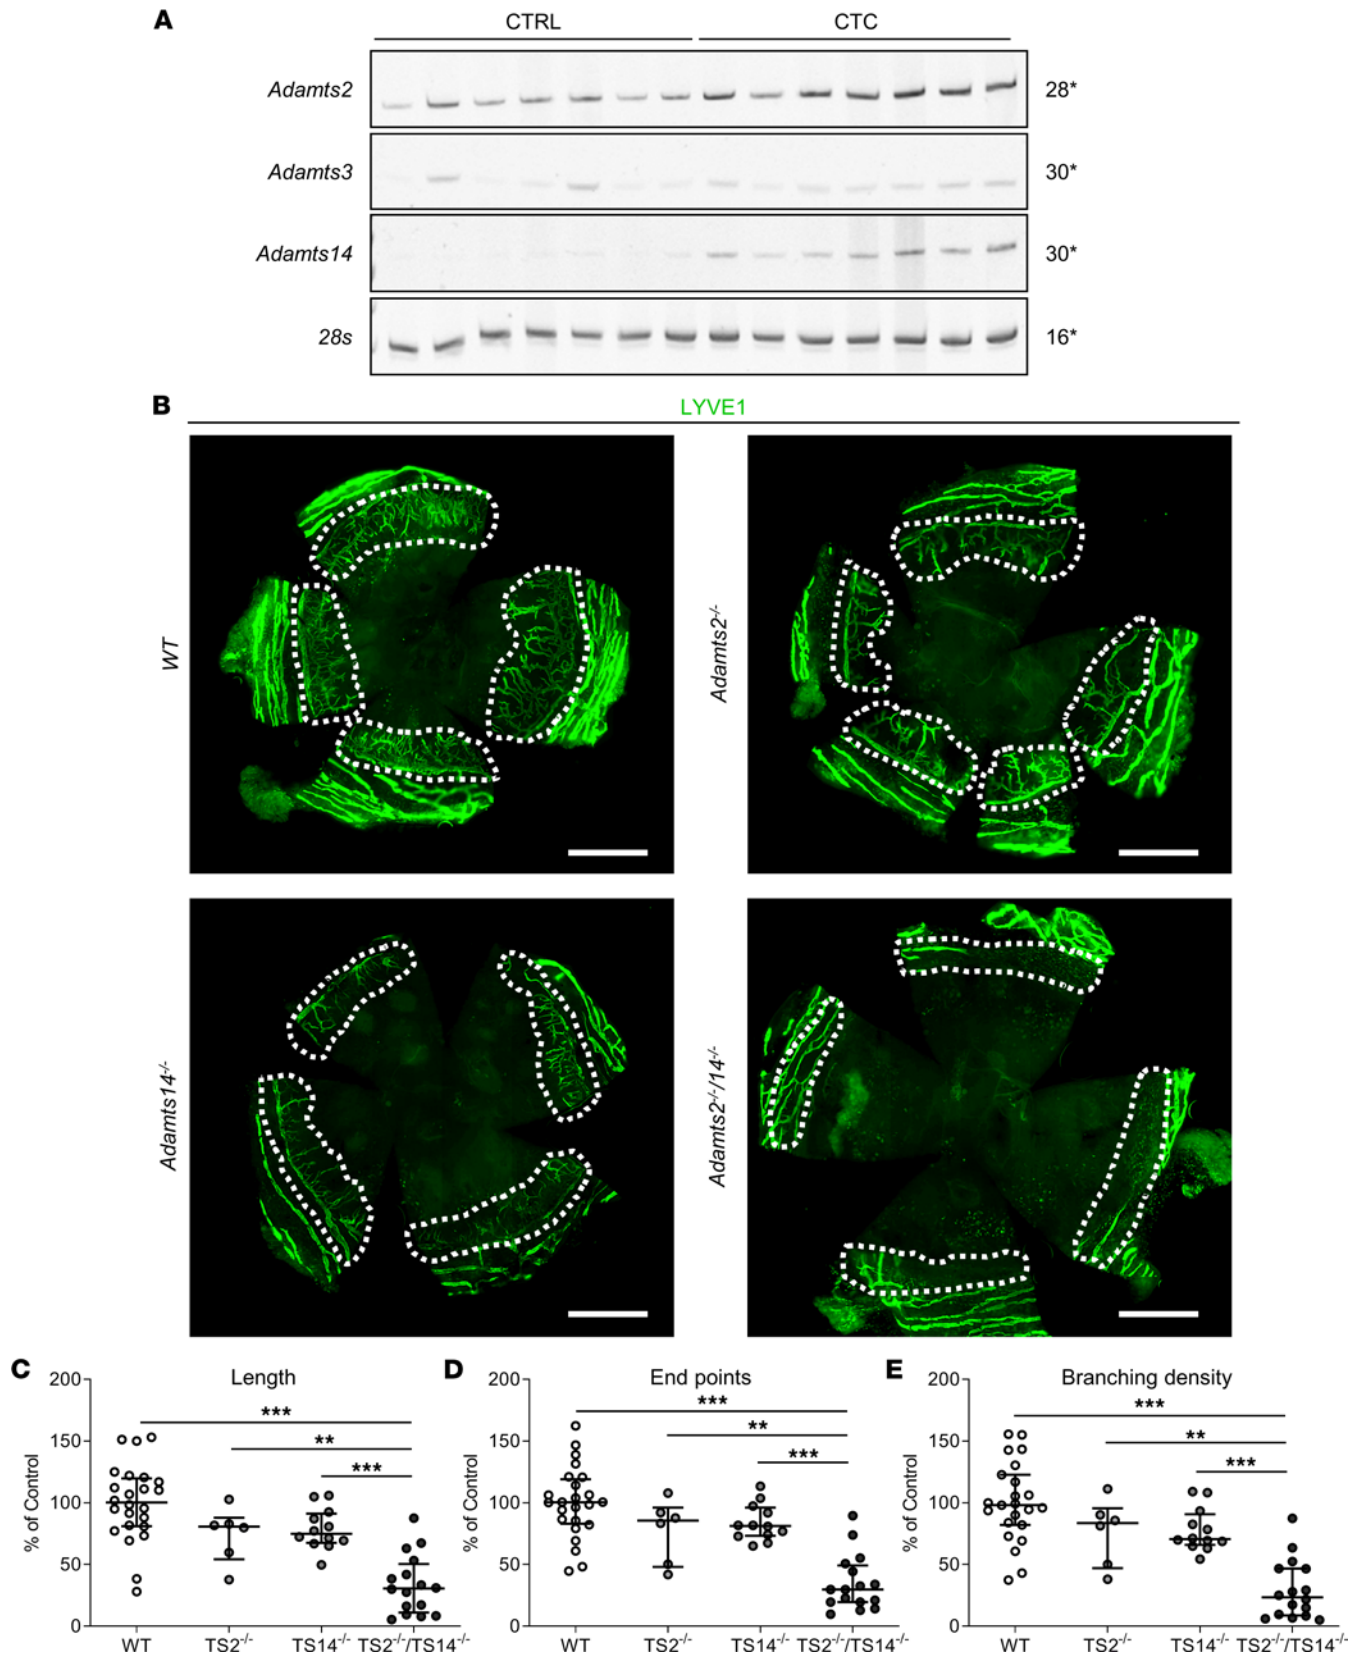 A
CTRL CTC
Adamts2 28*
Adamts3 30*
Adamts14 30*
28s 16*
B
LYVE1
WT
Adamts2-/-
Adamts14-/-
Adamts2-/-/14-/-
C Length
% of Control
200
150
100
50
0
***
**
***
WT TS2-/- TS14-/- TS2-/-/TS14-/-
D End points
% of Control
200
150
100
50
0
***
**
***
WT TS2-/- TS14-/- TS2-/-/TS14-/-
E Branching density
% of Control
200
150
100
50
0
***
**
***
WT TS2-/- TS14-/- TS2-/-/TS14-/-